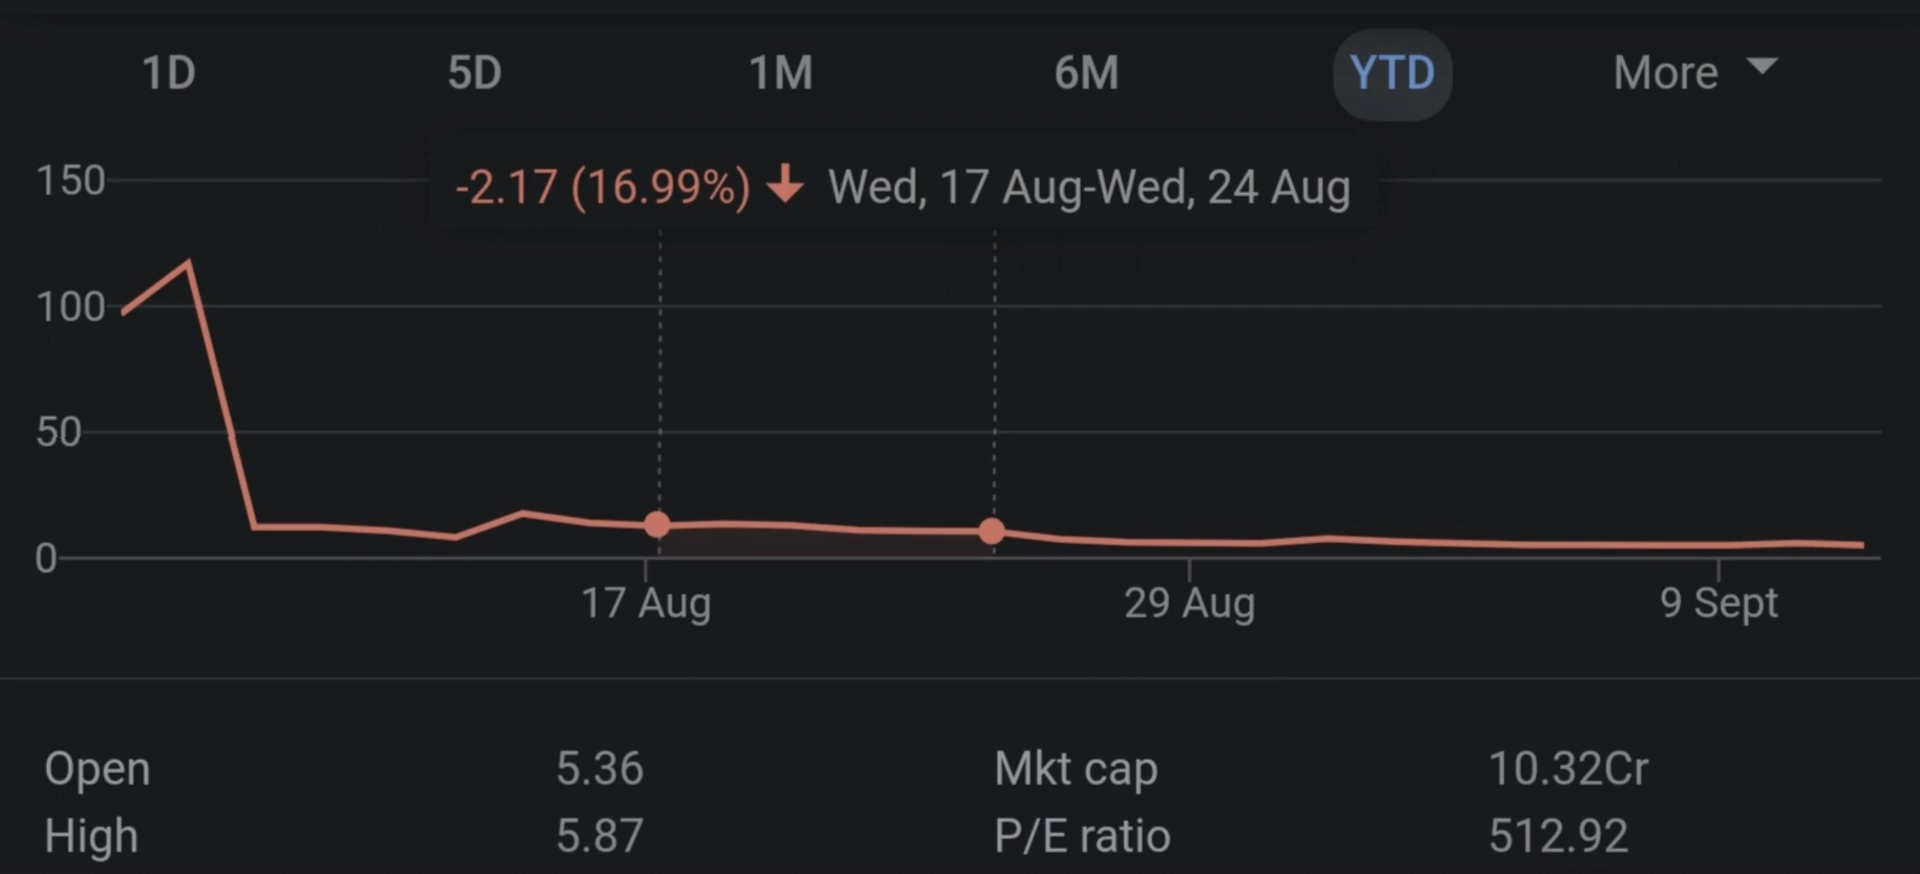 1D 5D 1M 6M YTD More
-2.17 (16.99%) Wed, 17 Aug-Wed, 24 Aug
150
100
50
0
17 Aug 29 Aug 9 Sept
Open 5.36 Mkt cap 10.32Cr
High 5.87 P/E ratio 512.92